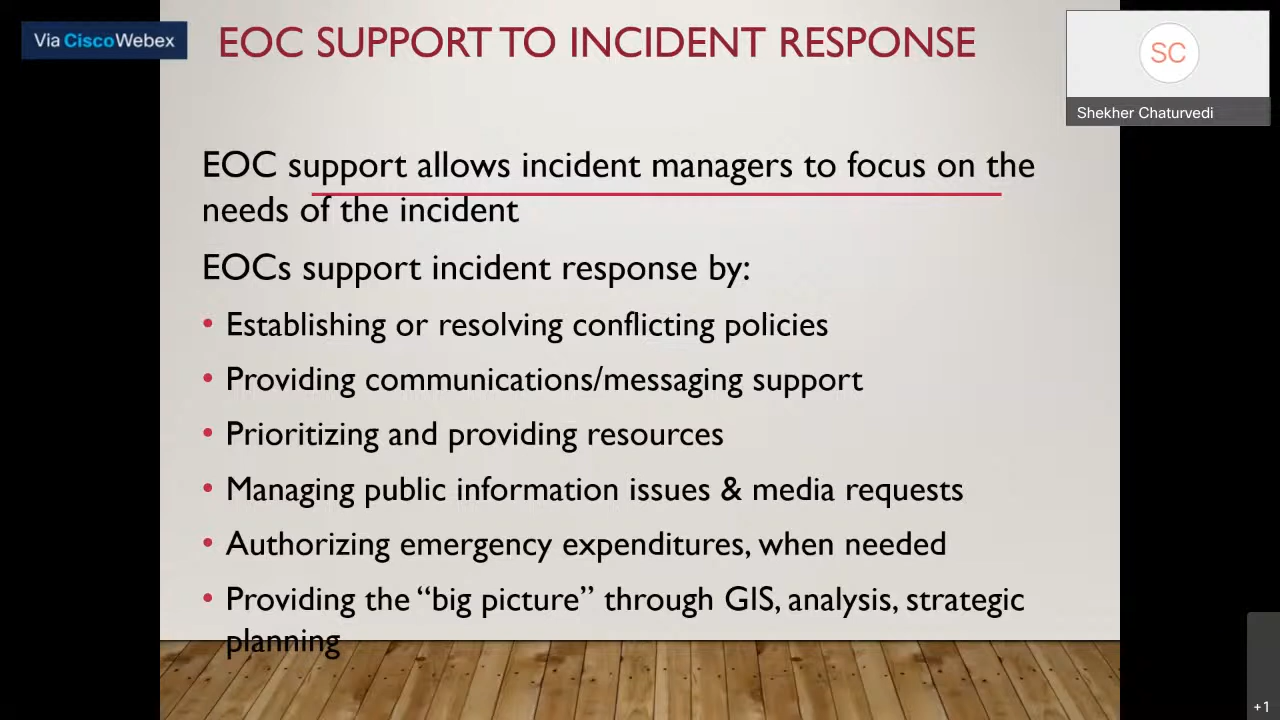 Via CiscoWebex
EOC SUPPORT TO INCIDENT RESPONSE
SC
Shekher Chaturvedi
EOC support allows incident managers to focus on the
needs of the incident
EOCs support incident response by:
• Establishing or resolving conflicting policies
• Providing communications/messaging support
• Prioritizing and providing resources
• Managing public information issues & media requests
• Authorizing emergency expenditures, when needed
• Providing the “big picture” through GIS, analysis, strategic
planning
+1